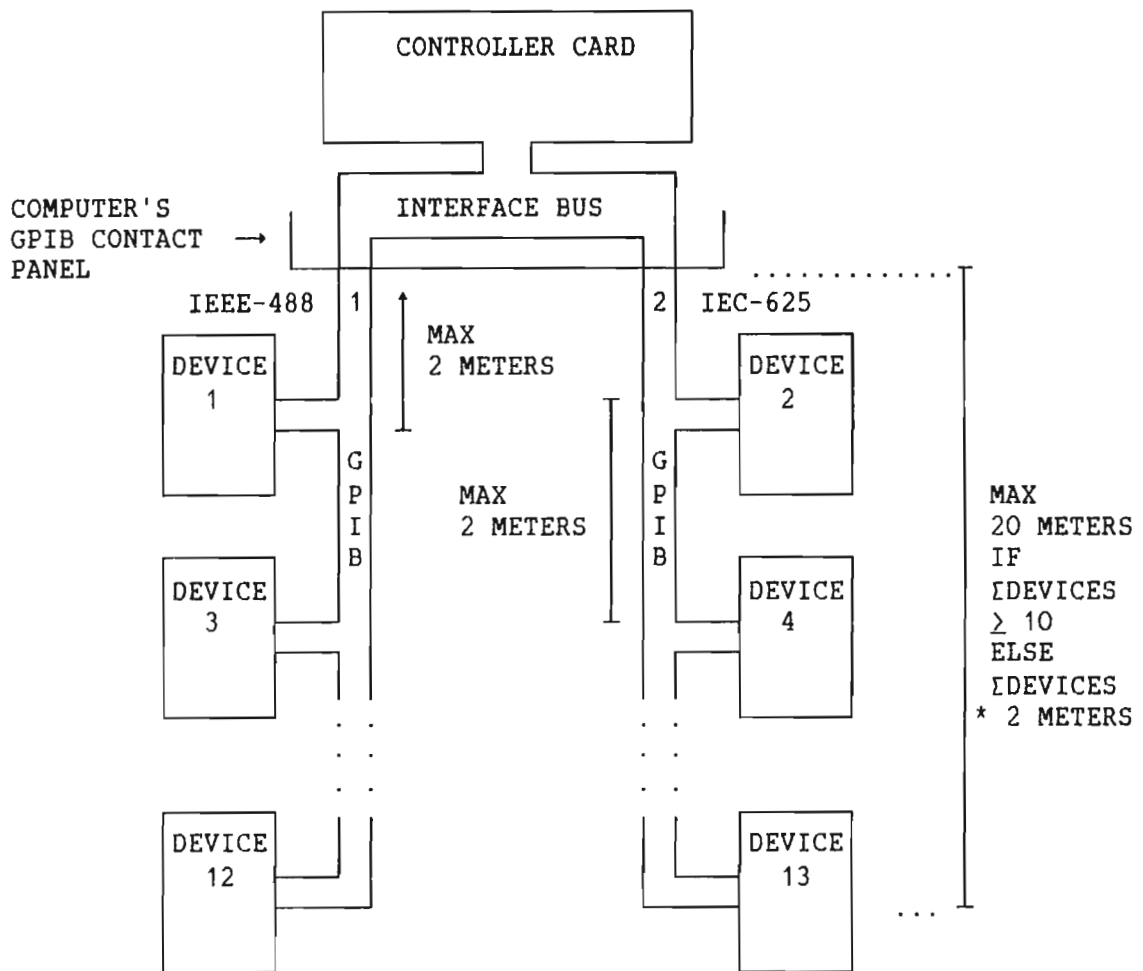 CONTROLLER CARD
COMPUTER'S
GPIB CONTACT →
PANEL
INTERFACE BUS
IEEE-488
1
2
IEC-625
MAX
2 METERS
DEVICE
1
DEVICE
2
G
P
I
B
MAX
2 METERS
G
P
I
B
MAX
20 METERS
IF
ΣDEVICES
≥ 10
ELSE
ΣDEVICES
* 2 METERS
DEVICE
3
DEVICE
4
DEVICE
12
DEVICE
13